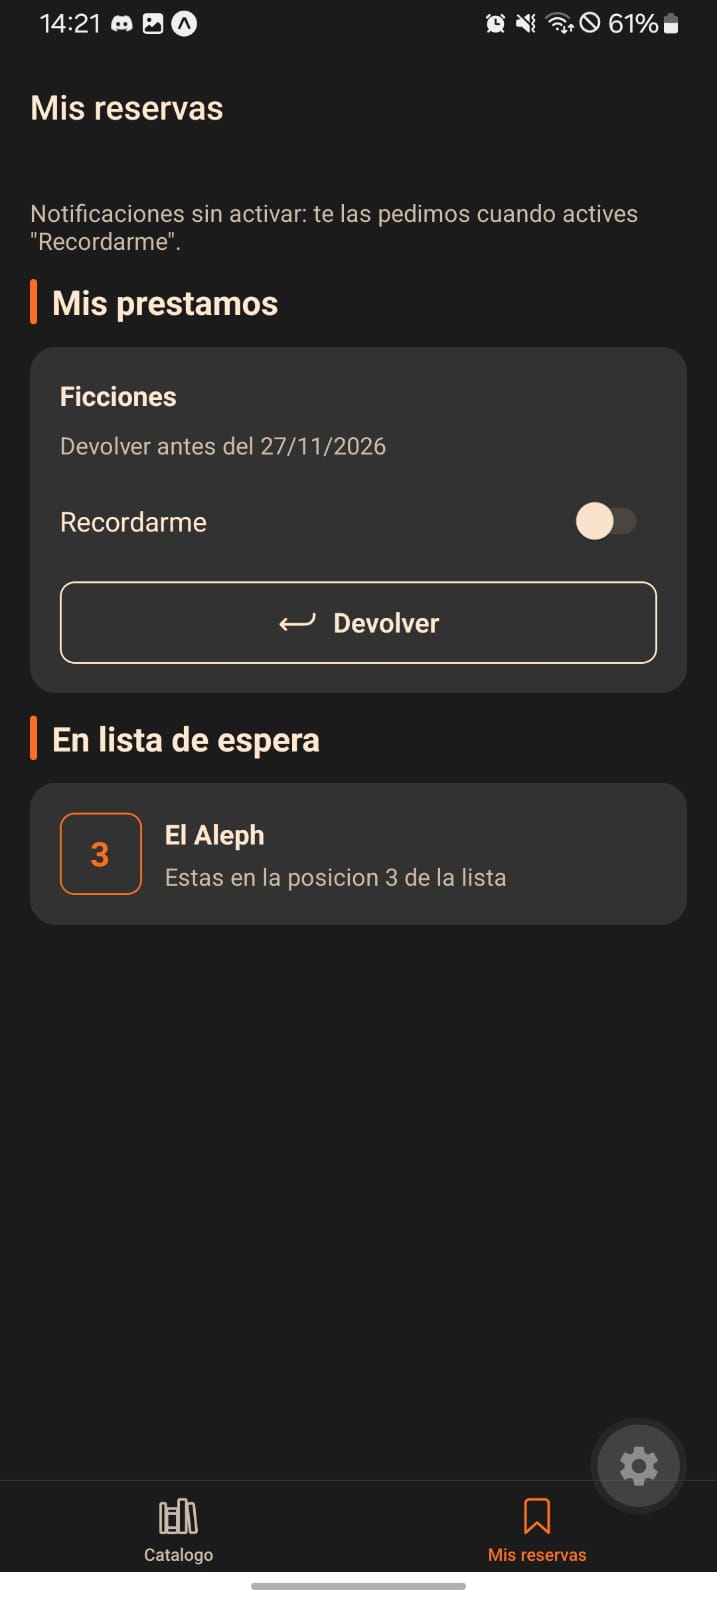 14:21
61%
Mis reservas
Notificaciones sin activar: te las pedimos cuando actives
"Recordarme".
Mis prestamos
Ficciones
Devolver antes del 27/11/2026
Recordarme
Devolver
En lista de espera
3
El Aleph
Estas en la posicion 3 de la lista
Catalogo
Mis reservas